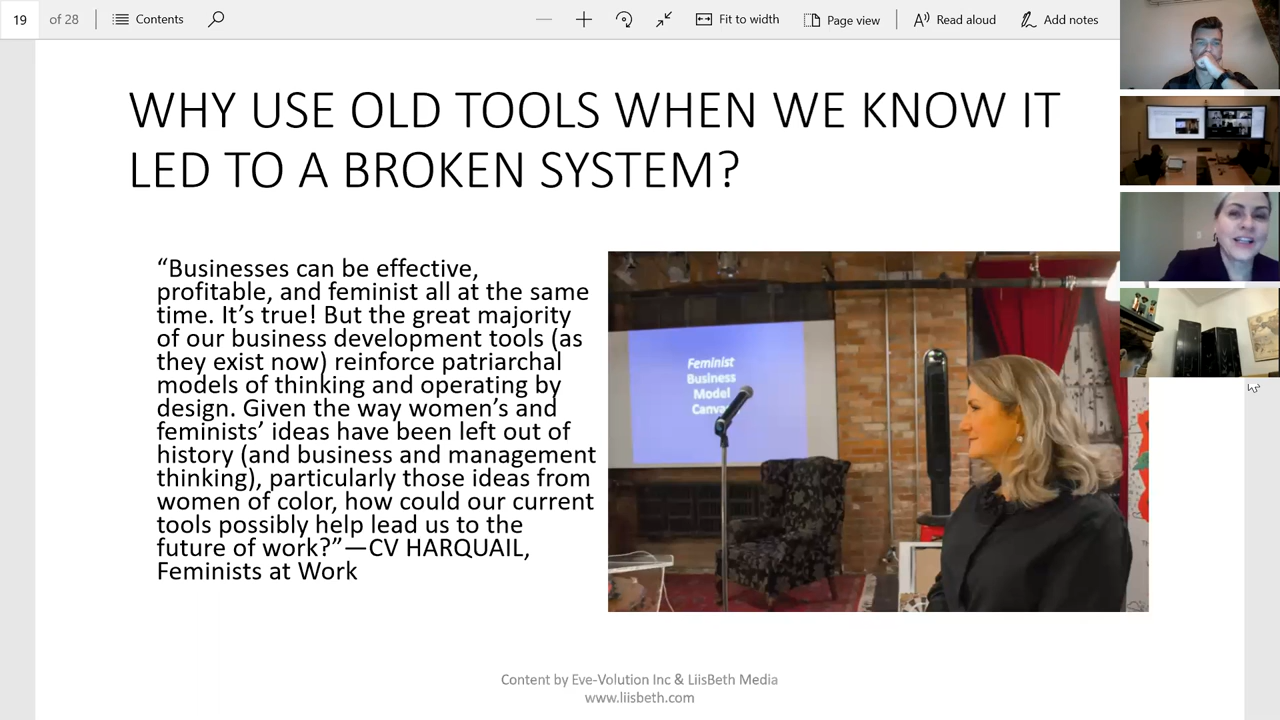 19
of 28
Contents
Fit to width
Page view
Read aloud
Add notes
WHY USE OLD TOOLS WHEN WE KNOW IT
LED TO A BROKEN SYSTEM?
“Businesses can be effective,
profitable, and feminist all at the same
time. It’s true! But the great majority
of our business development tools (as
they exist now) reinforce patriarchal
models of thinking and operating by
design. Given the way women’s and
feminists’ ideas have been left out of
history (and business and management
thinking), particularly those ideas from
women of color, how could our current
tools possibly help lead us to the
future of work?”—CV HARQUAIL,
Feminists at Work
Feminist
Business
Model
Content by Eve-Volution Inc & LiisBeth Media
www.liisbeth.com